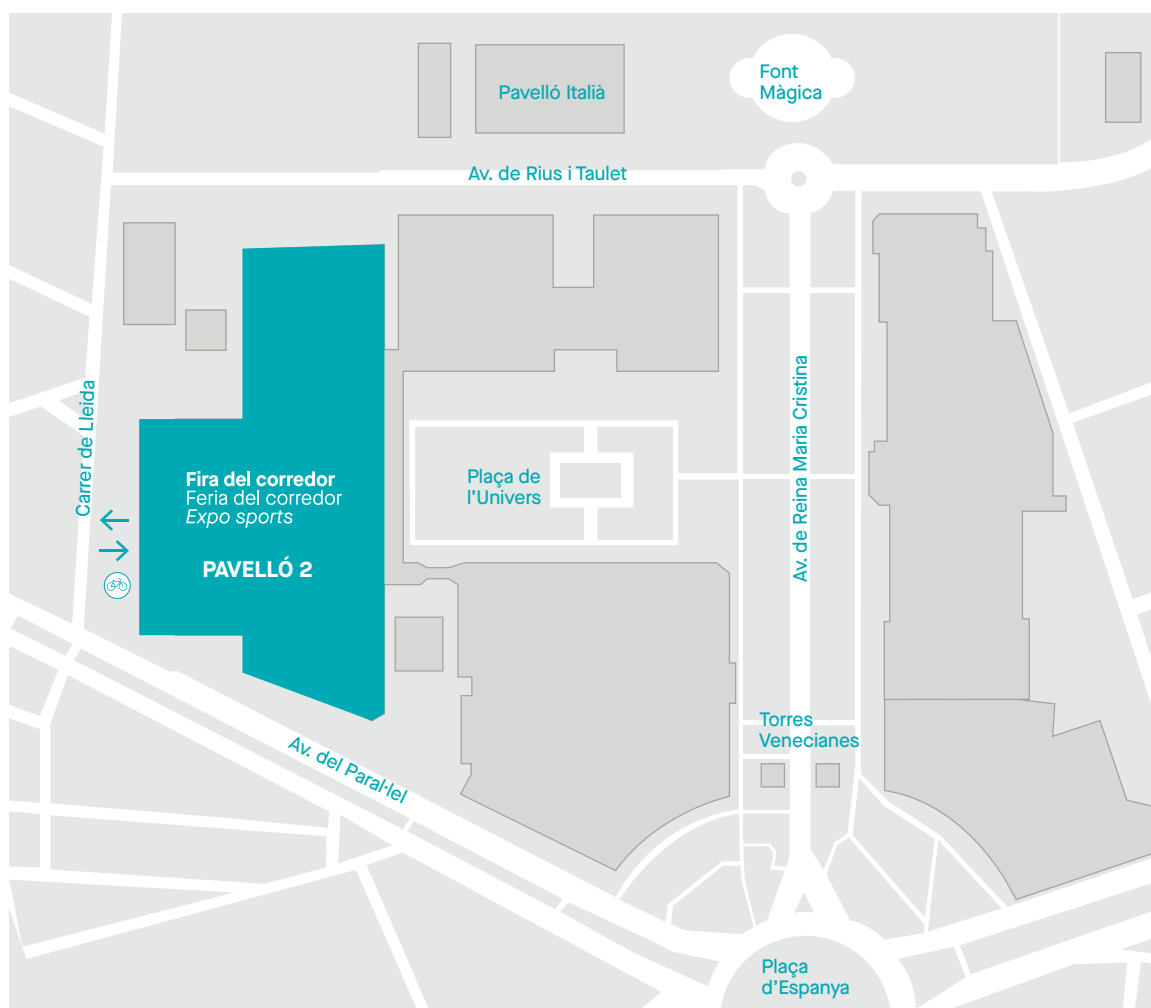 Font
Màgica
Pavelló Italià
Av. de Rius i Taulet
Carrer de Lleida
Fira del corredor
Feria del corredor
Expo sports
PAVELLÓ 2
Plaça de
l'Univers
Av. de Reina Maria Cristina
Torres
Venecianes
Av. del Paral·lel
Plaça
d'Espanya